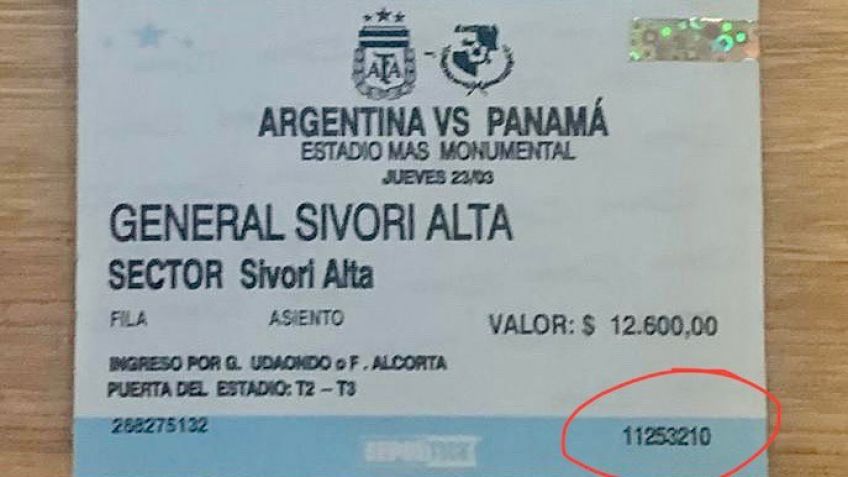 ARGENTINA VS PANAMÁ
ESTADIO MAS MONUMENTAL
JUEVES 23/03
GENERAL SIVORI ALTA
SECTOR Sivori Alta
FILA ASIENTO VALOR: $ 12.600,00
INGRESO POR G. UDAONDO o F. ALCORTA
PUERTA DEL ESTADIO: T2 – T3
268275132 11253210